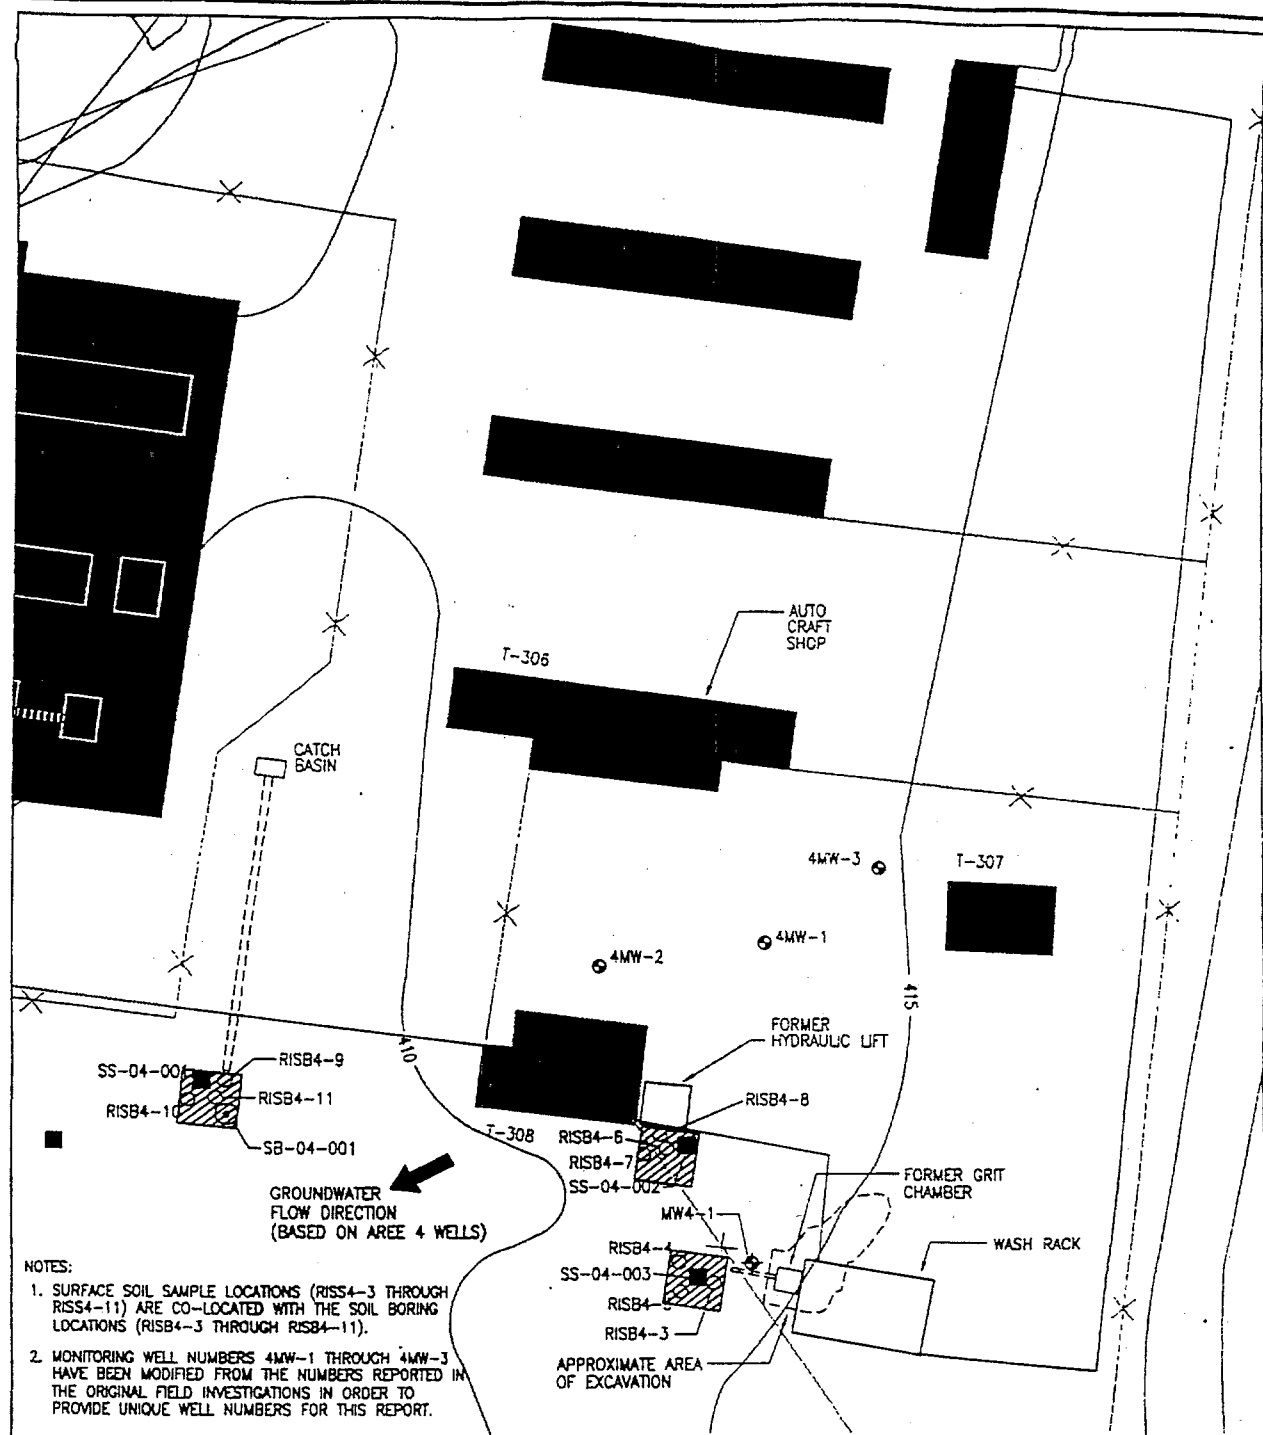 AUTO
CRAFT
SHOP
T-306
CATCH
BASIN
4MW-3
T-307
4MW-1
4MW-2
415
FORMER
HYDRAULIC LIFT
410
RISB4-9
SS-04-001
RISB4-11
RISB4-10
RISB4-8
SB-04-001
T-308
RISB4-6
RISB4-7
SS-04-002
FORMER GRIT
CHAMBER
GROUNDWATER
FLOW DIRECTION
(BASED ON AREE 4 WELLS)
MW4-1
WASH RACK
RISB4-4
SS-04-003
RISB4-5
RISB4-3
APPROXIMATE AREA
OF EXCAVATION
NOTES:
1. SURFACE SOIL SAMPLE LOCATIONS (RISS4-3 THROUGH
RISS4-11) ARE CO-LOCATED WITH THE SOIL BORING
LOCATIONS (RISB4-3 THROUGH RISB4-11).
2. MONITORING WELL NUMBERS 4MW-1 THROUGH 4MW-3
HAVE BEEN MODIFIED FROM THE NUMBERS REPORTED IN
THE ORIGINAL FIELD INVESTIGATIONS IN ORDER TO
PROVIDE UNIQUE WELL NUMBERS FOR THIS REPORT.